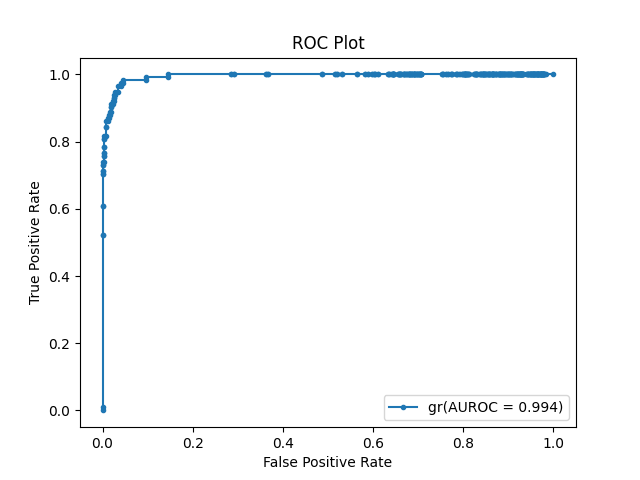 ROC Plot
1.0
0.8
0.6
0.4
0.2
0.0
True Positive Rate
gr(AUROC = 0.994)
0.0 0.2 0.4 0.6 0.8 1.0
False Positive Rate